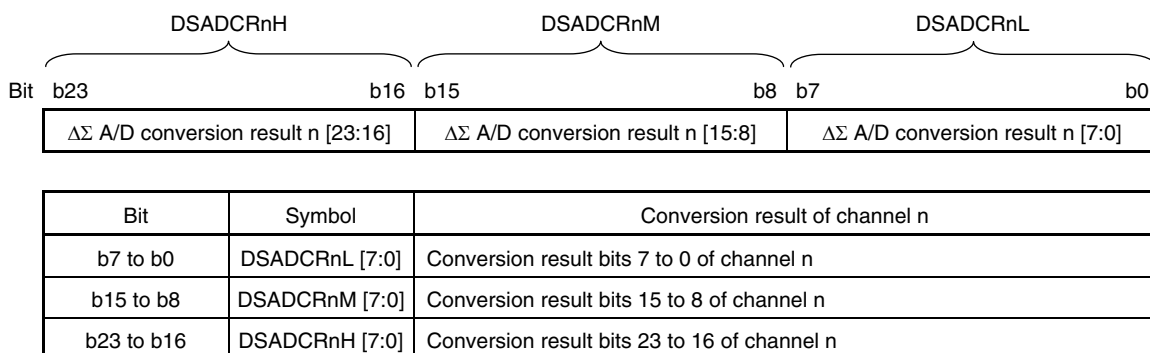 DSADCRnH DSADCRnM DSADCRnL
Bit b23 b16 b15 b8 b7 b0
ΔΣ A/D conversion result n [23:16] ΔΣ A/D conversion result n [15:8] ΔΣ A/D conversion result n [7:0]
Bit Symbol Conversion result of channel n
b7 to b0 DSADCRnL [7:0] Conversion result bits 7 to 0 of channel n
b15 to b8 DSADCRnM [7:0] Conversion result bits 15 to 8 of channel n
b23 to b16 DSADCRnH [7:0] Conversion result bits 23 to 16 of channel n